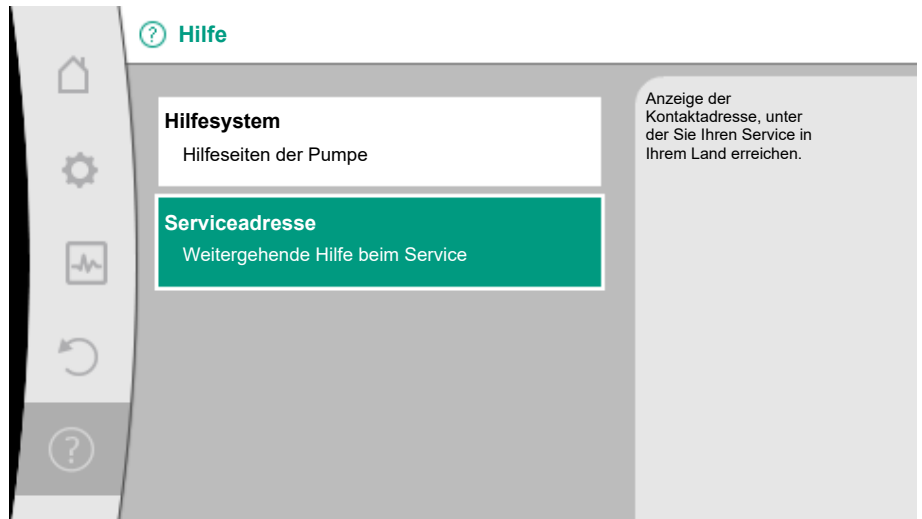 Hilfe
Hilfesystem
Hilfeseiten der Pumpe
Serviceadresse
Weitergehende Hilfe beim Service
Anzeige der
Kontaktadresse, unter
der Sie Ihren Service in
Ihrem Land erreichen.